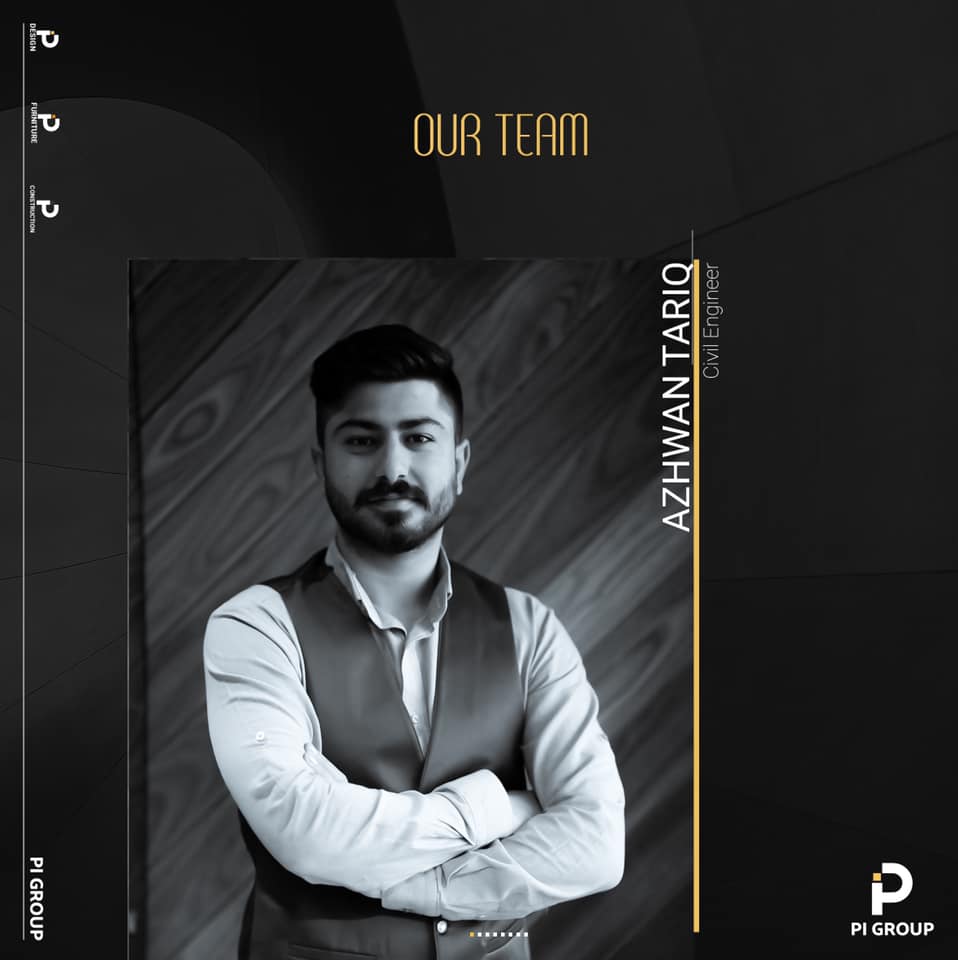 DESIGN
FURNITURE
CONSTRUCTION
OUR TEAM
AZHWAN TARIQ
Civil Engineer
PI GROUP
PI GROUP